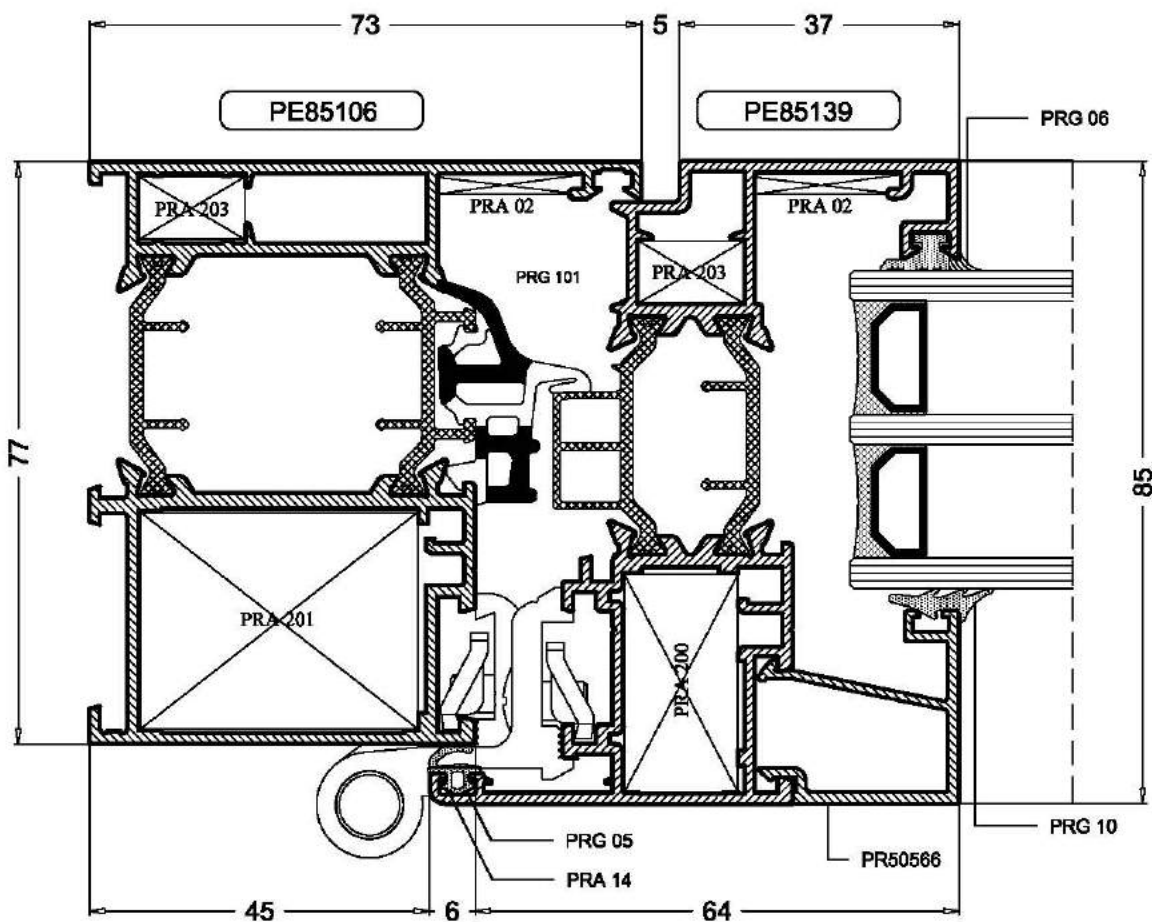 73 5 37
PE85106 PE85139
PRG 06
PRA 203 PRA 02 PRA 02
PRG 101 PRA 203
77
85
PRA 201 PRA 200
PRG 05 PRG 10
PRA 14 PR50566
45 6 64